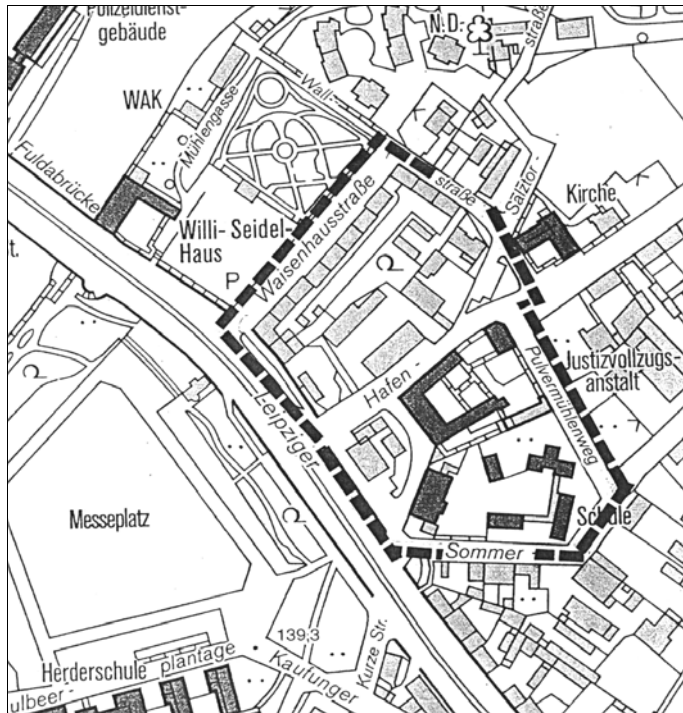 Polizeidienst-
gebäude
N.D.
straße
WAK
Mühlengasse
Wall-
Fuldabrücke
straße
Salztor-
Kirche
Willi- Seidel-
Haus
Waisenhausstraße
P
t.
Justizvollzugs-
anstalt
Hafen -
Pulvermühlenweg
Leipziger
Messeplatz
Schule
Sommer
139,3
Kurze Str.
Herderschule
plantage
Kaufunger
ulbeer-